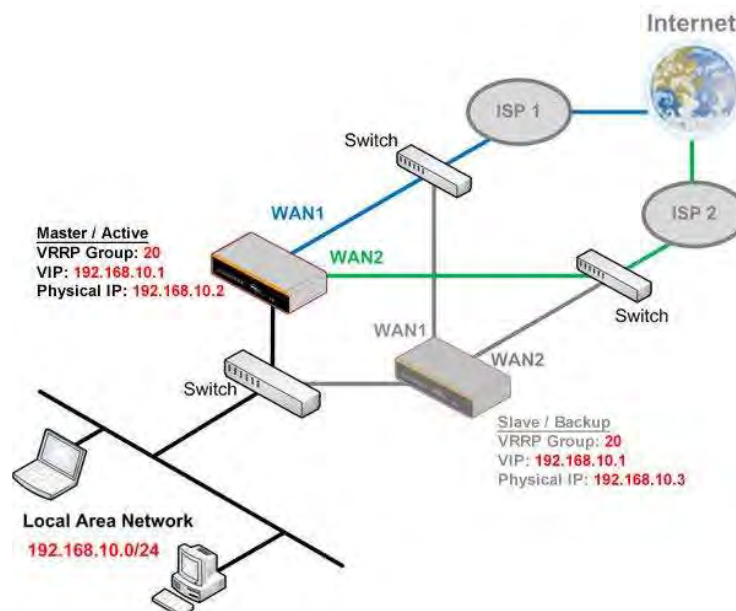 Internet
ISP 1
Switch
WAN1
Master / Active
VRRP Group: 20
VIP: 192.168.10.1
Physical IP: 192.168.10.2
WAN2
ISP 2
Switch
WAN1
WAN2
Switch
Slave / Backup
VRRP Group: 20
VIP: 192.168.10.1
Physical IP: 192.168.10.3
Local Area Network
192.168.10.0/24